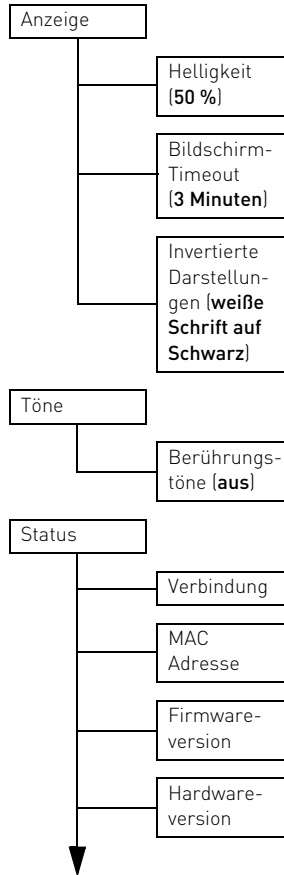 Anzeige
Helligkeit
(50 %)
Bildschirm-
Timeout
(3 Minuten)
Invertierte
Darstellun-
gen (weiße
Schrift auf
Schwarz)
Töne
Berührungs-
töne (aus)
Status
Verbindung
MAC
Adresse
Firmware-
version
Hardware-
version